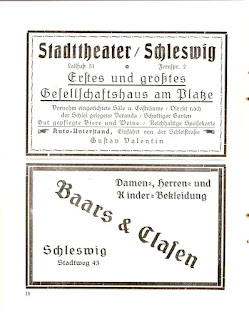 Stadttheater / Schleswig
Lollfuß 51 Fernspr. 2
Erstes und größtes
Gesellschaftshaus am Platze
Vornehm eingerichtete Säle u. Gasträume / Direkt nach
der Schlei gelegene Veranda / Schattiger Garten
Gut gepflegte Biere und Weine / Reichhaltige Speisekarte
Auto-Unterstand, Einfahrt von der Schleistraße
Gustav Valentin
Damen-, Herren- und
Kinder-Bekleidung
Baars & Clasen
Schleswig
Stadtweg 43